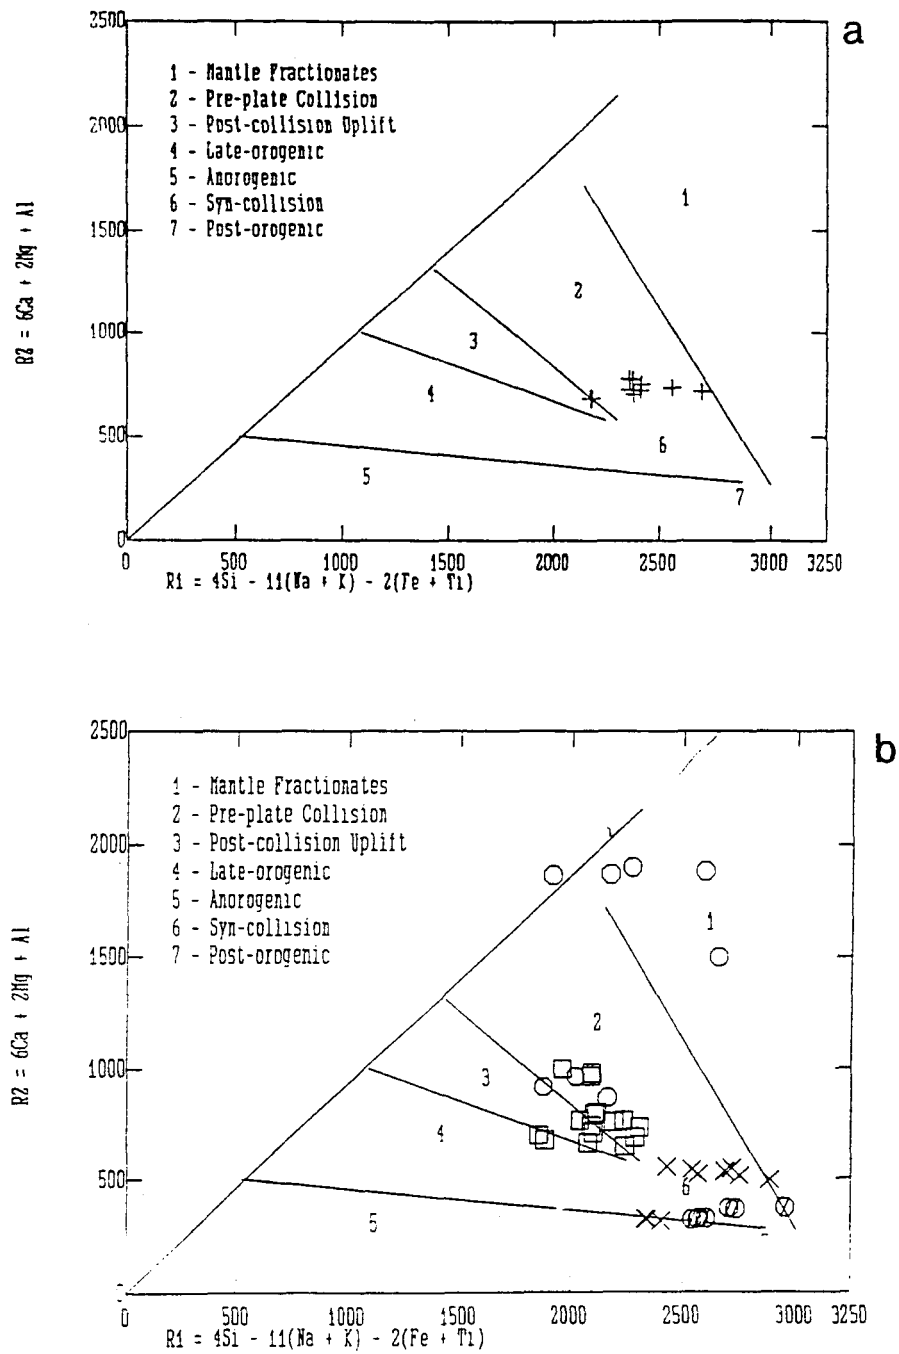 a
2500
1 - Mantle Fractionates
2 - Pre-plate Collision
3 - Post-collision Uplift
4 - Late-orogenic
5 - Anorogenic
6 - Syn-collision
7 - Post-orogenic
2000
1500
1000
500
0
R2 = 6Ca + 2Mg + Al
1
2
3
4
5
6
7
0 500 1000 1500 2000 2500 3000 3250
R1 = 4Si - 11(Na + K) - 2(Fe + Ti)
b
2500
1 - Mantle Fractionates
2 - Pre-plate Collision
3 - Post-collision Uplift
4 - Late-orogenic
5 - Anorogenic
6 - Syn-collision
7 - Post-orogenic
2000
1500
1000
500
R2 = 6Ca + 2Mg + Al
1
2
3
4
5
6
0 500 1000 1500 2000 2500 3000 3250
R1 = 4Si - 11(Na + K) - 2(Fe + Ti)